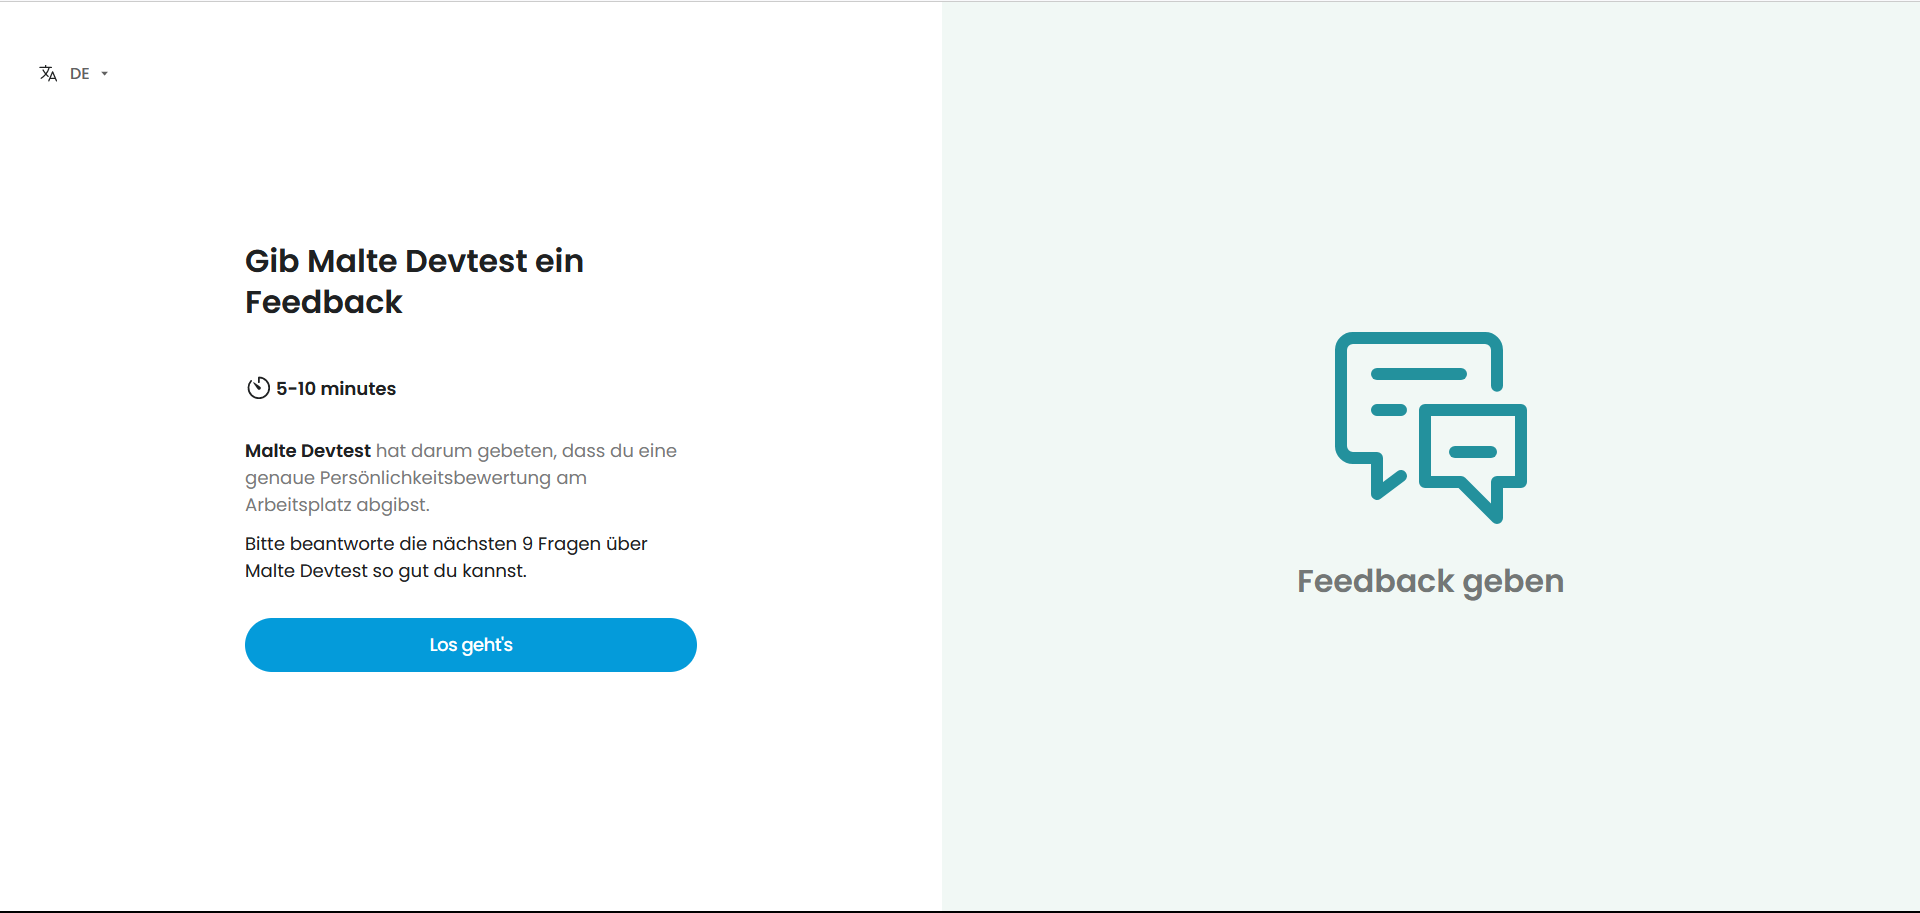 DE
Gib Malte Devtest ein
Feedback
5-10 minutes
Malte Devtest hat darum gebeten, dass du eine
genaue Persönlichkeitsbewertung am
Arbeitsplatz abgibst.
Bitte beantworte die nächsten 9 Fragen über
Malte Devtest so gut du kannst.
Los geht's
Feedback geben